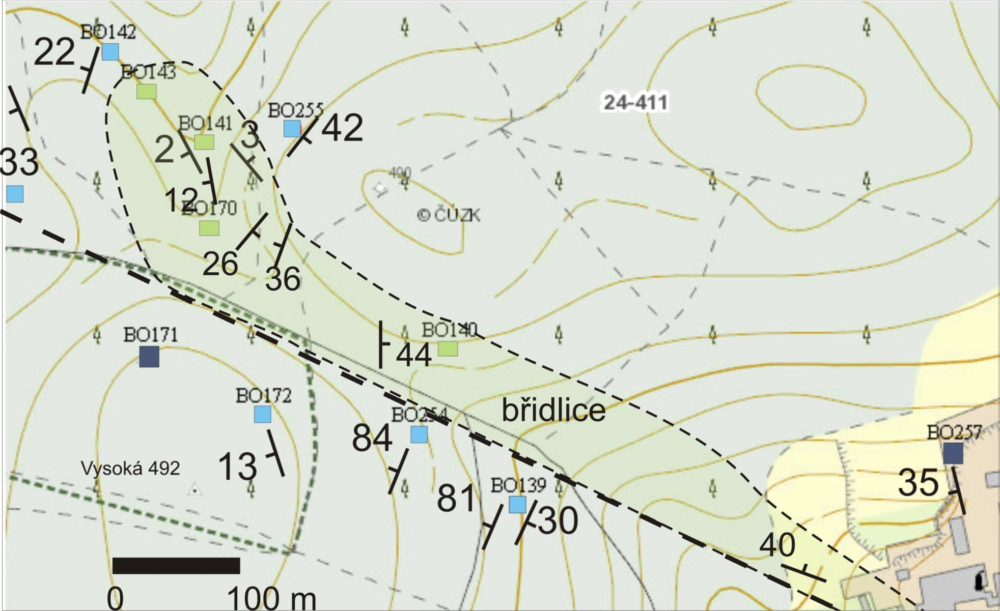 BO142
22
BO143
BO255
42
24-411
BO141
3
2
33
490
12
BO170
© ČÚZK
26
36
BO171
BO140
44
BO172
břidlice
BO254
84
BO257
13
Vysoká 492
81
BO139
30
35
40
0 100 m